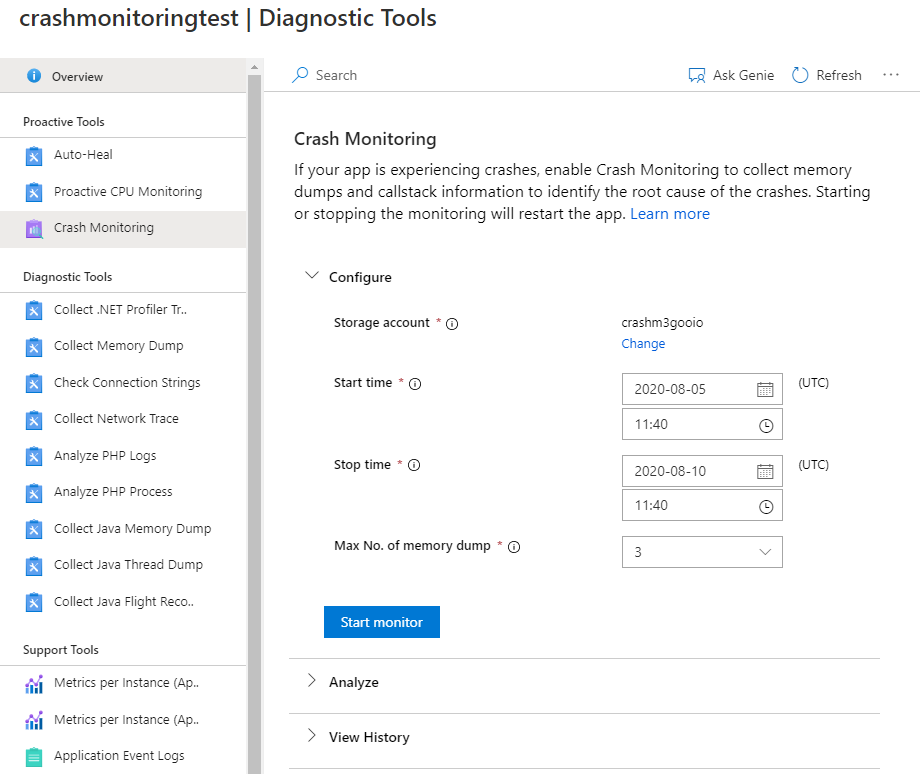 crashmonitoringtest | Diagnostic Tools
Overview
Proactive Tools
Auto-Heal
Proactive CPU Monitoring
Crash Monitoring
Diagnostic Tools
Collect .NET Profiler Tr..
Collect Memory Dump
Check Connection Strings
Collect Network Trace
Analyze PHP Logs
Analyze PHP Process
Collect Java Memory Dump
Collect Java Thread Dump
Collect Java Flight Reco..
Support Tools
Metrics per Instance (Ap..
Metrics per Instance (Ap..
Application Event Logs
Search
Ask Genie
Refresh
...
Crash Monitoring
If your app is experiencing crashes, enable Crash Monitoring to collect memory
dumps and callstack information to identify the root cause of the crashes. Starting
or stopping the monitoring will restart the app. Learn more
Configure
Storage account *
crashm3gooio
Change
Start time *
2020-08-05
(UTC)
11:40
Stop time *
2020-08-10
(UTC)
11:40
Max No. of memory dump *
3
Start monitor
Analyze
View History